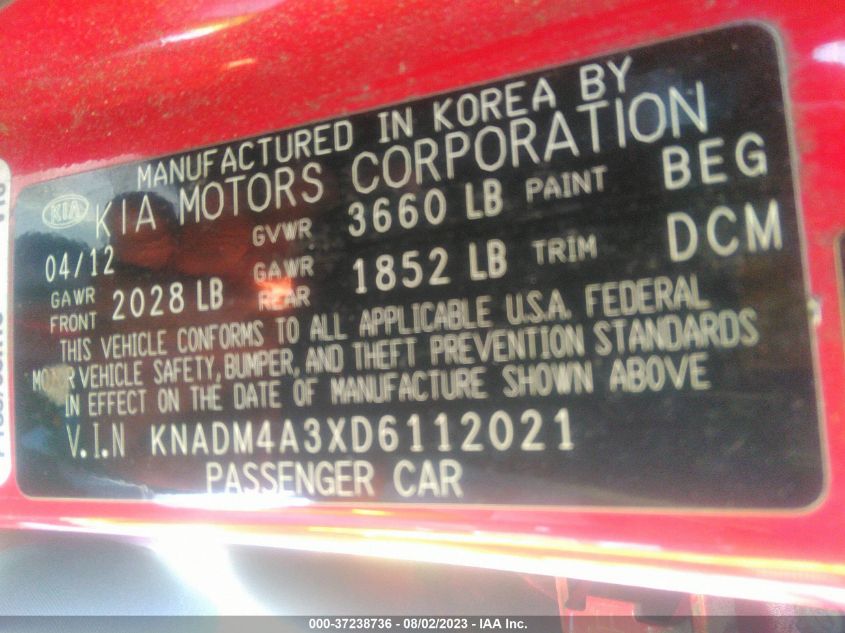 MANUFACTURED IN KOREA BY
KIA KIA MOTORS CORPORATION
04/12 GVWR 3660 LB PAINT BEG
GAWR FRONT 2028 LB GAWR REAR 1852 LB TRIM DCM
THIS VEHICLE CONFORMS TO ALL APPLICABLE U.S.A. FEDERAL
MOTOR VEHICLE SAFETY, BUMPER, AND THEFT PREVENTION STANDARDS
IN EFFECT ON THE DATE OF MANUFACTURE SHOWN ABOVE
V.I.N KNADM4A3XD6112021
PASSENGER CAR
000-37238736 - 08/02/2023 - IAA Inc.